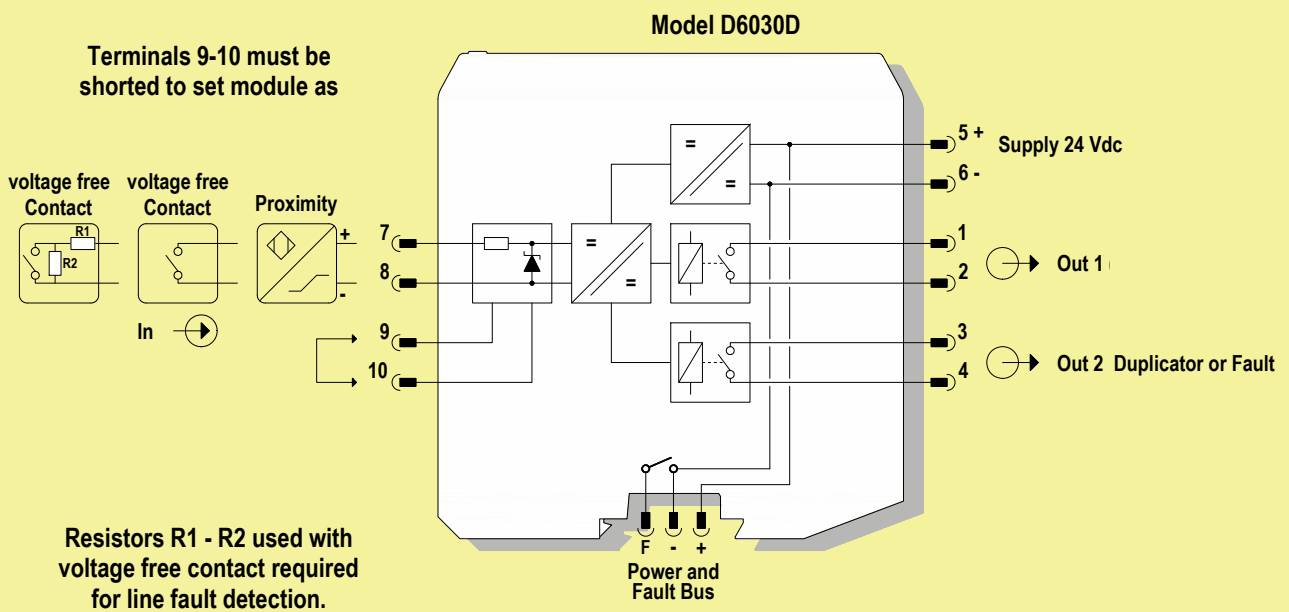 Model D6030D
Terminals 9-10 must be
shorted to set module as
voltage free
Contact
voltage free
Contact
Proximity
R1
R2
+
-
In
7
8
9
10
=
=
=
=
5 +
Supply 24 Vdc
6 -
1
2
Out 1
3
4
Out 2 Duplicator or Fault
F - +
Power and
Fault Bus
Resistors R1 - R2 used with
voltage free contact required
for line fault detection.